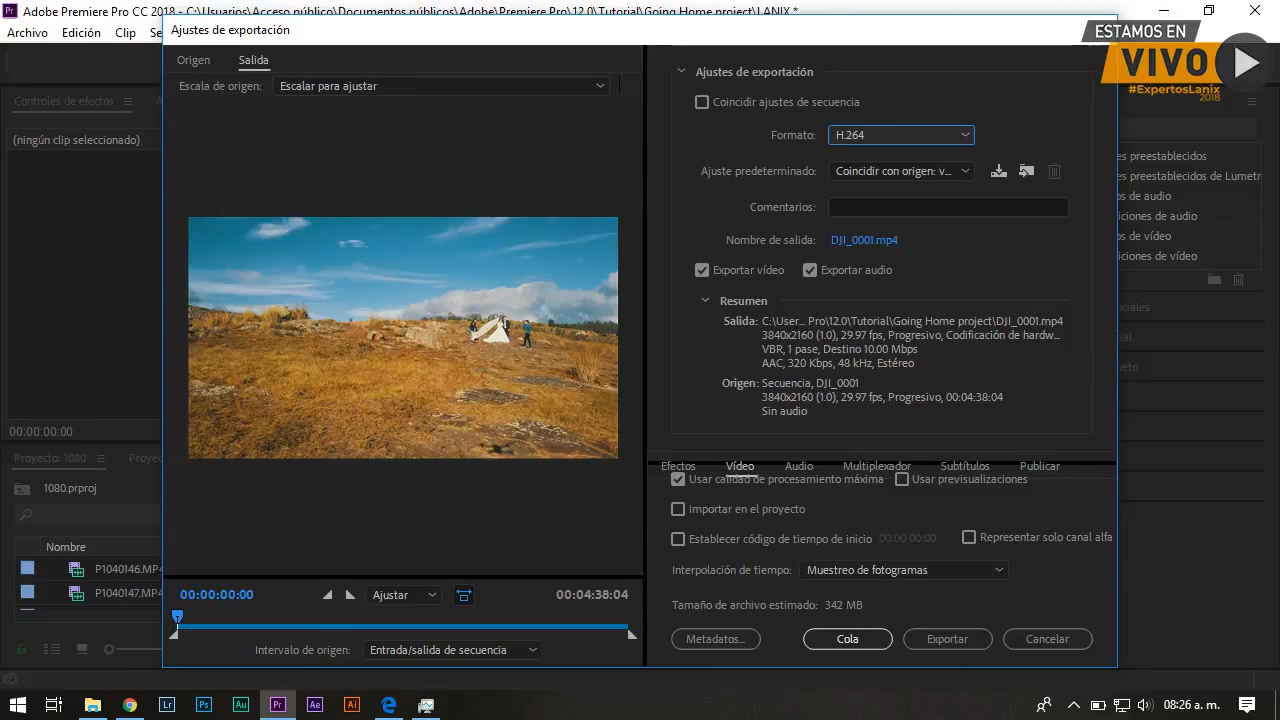 Adobe Premiere Pro CC 2018 - C:\Usuarios\Acceso público\Documentos públicos\Adobe\Premiere Pro\12.0\Tutorial\Going Home project\LANIX *
Archivo Edición Clip
Ajustes de exportación
ESTAMOS EN
VIVO
#ExpertosLanix
2018
Origen Salida
Escala de origen: Escalar para ajustar
Ajustes de exportación
Coincidir ajustes de secuencia
Formato: H.264
Ajuste predeterminado: Coincidir con origen: v...
Comentarios:
Nombre de salida: DJI_0001.mp4
Exportar vídeo Exportar audio
Resumen
Salida: C:\User... Pro\12.0\Tutorial\Going Home project\DJI_0001.mp4
3840x2160 (1.0), 29.97 fps, Progresivo, Codificación de hardw...
VBR, 1 pase, Destino 10.00 Mbps
AAC, 320 Kbps, 48 kHz, Estéreo
Origen: Secuencia, DJI_0001
3840x2160 (1.0), 29.97 fps, Progresivo, 00:04:38:04
Sin audio
Efectos Vídeo Audio Multiplexador Subtítulos Publicar
Usar calidad de procesamiento máxima Usar previsualizaciones
Importar en el proyecto
Establecer código de tiempo de inicio 00:00:00:00 Representar solo canal alfa
Interpolación de tiempo: Muestreo de fotogramas
Tamaño de archivo estimado: 342 MB
Metadatos... Cola Exportar Cancelar
00:00:00:00 Ajustar 00:04:38:04
Intervalo de origen: Entrada/salida de secuencia
Controles de efectos
(ningún clip seleccionado)
00:00:00:00
Proyecto: 1080 Proyec
1080.prproj
Nombre
P1040146.MP4
P1040147.MP4
es preestablecidos
es preestablecidos de Lumetr
os de audio
iciones de audio
os de vídeo
iciones de vídeo
nciales
ial
metri
Lr Ps Au Pr Ae Ai
08:26 a. m.